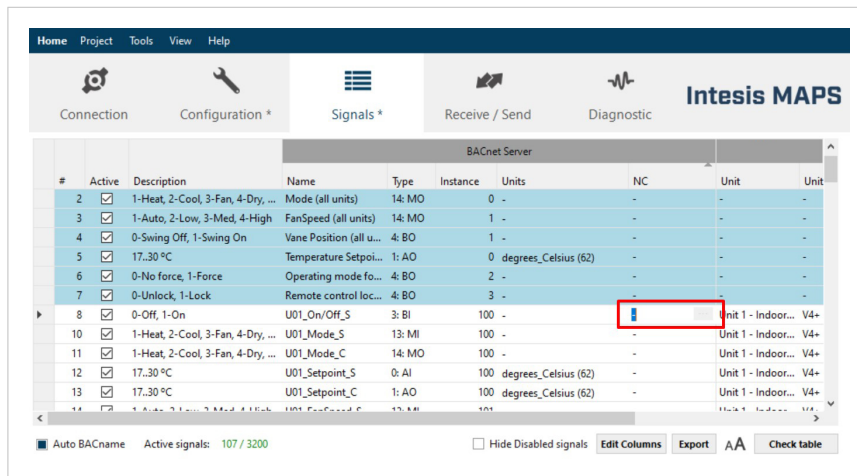 Home Project Tools View Help
Connection Configuration * Signals * Receive / Send Diagnostic Intesis MAPS
BACnet Server
# Active Description Name Type Instance Units NC Unit Unit
2 1-Heat, 2-Cool, 3-Fan, 4-Dry, ... Mode (all units) 14: MO 0 - - - -
3 1-Auto, 2-Low, 3-Med, 4-High FanSpeed (all units) 14: MO 1 - - - -
4 0-Swing Off, 1-Swing On Vane Position (all u... 4: BO 1 - - - -
5 17..30 ºC Temperature Setpoi... 1: AO 0 degrees_Celsius (62) - - -
6 0-No force, 1-Force Operating mode fo... 4: BO 2 - - - -
7 0-Unlock, 1-Lock Remote control loc... 4: BO 3 - - - -
8 0-Off, 1-On U01_On/Off_S 3: BI 100 - - Unit 1 - Indoor... V4+
10 1-Heat, 2-Cool, 3-Fan, 4-Dry, ... U01_Mode_S 13: MI 100 - - Unit 1 - Indoor... V4+
11 1-Heat, 2-Cool, 3-Fan, 4-Dry, ... U01_Mode_C 14: MO 100 - - Unit 1 - Indoor... V4+
12 17..30 ºC U01_Setpoint_S 0: AI 100 degrees_Celsius (62) - Unit 1 - Indoor... V4+
13 17..30 ºC U01_Setpoint_C 1: AO 100 degrees_Celsius (62) - Unit 1 - Indoor... V4+
Auto BACname Active signals: 107 / 3200 Hide Disabled signals Edit Columns Export AA Check table